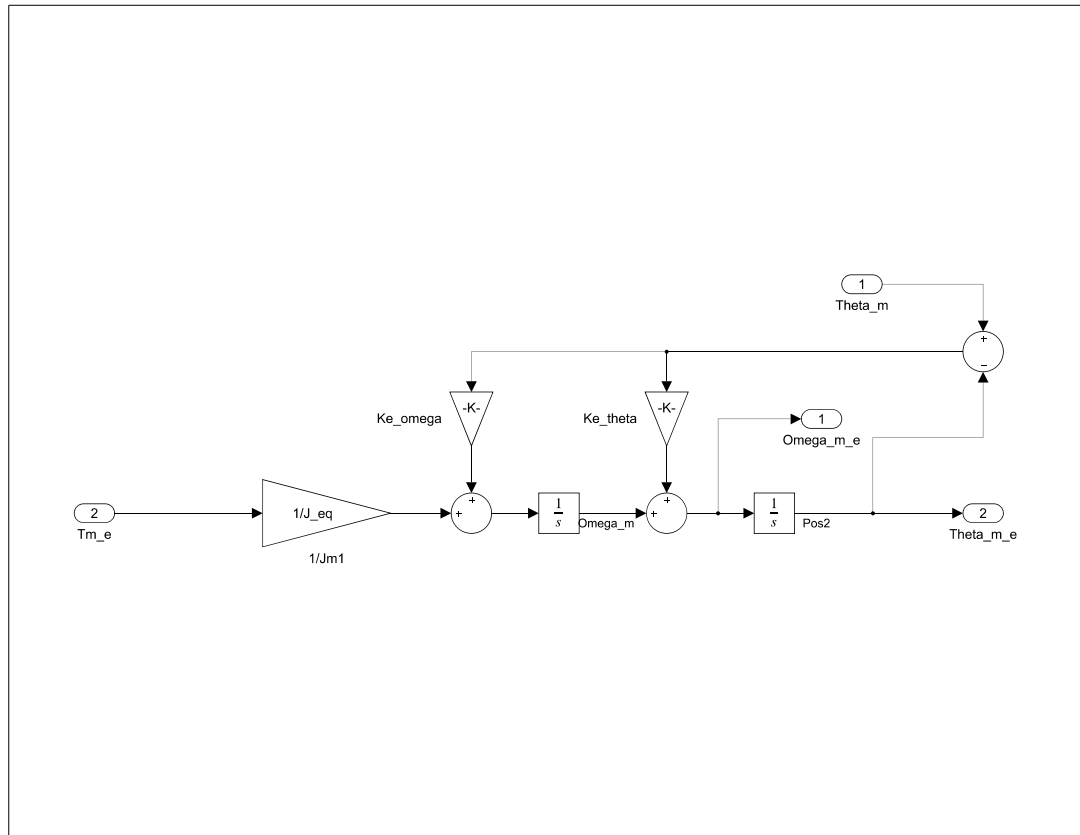 1
Theta_m
+
−
Ke_omega
-K-
Ke_theta
-K-
1
Omega_m_e
2
Tm_e
1/J_eq
1/Jm1
+
+
1
s
Omega_m
+
+
1
s
Pos2
2
Theta_m_e